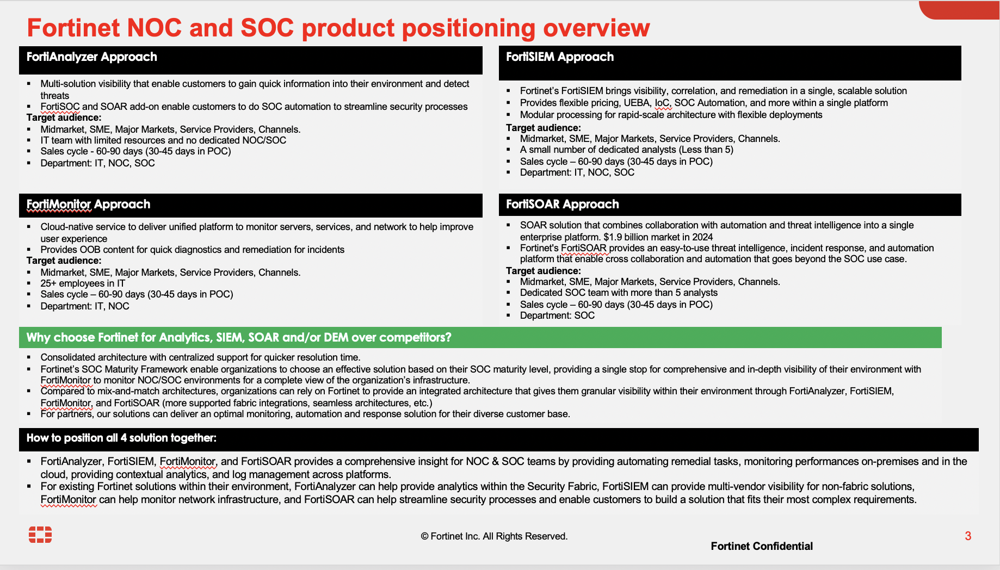 Fortinet NOC and SOC product positioning overview
FortiAnalyzer Approach
▪ Multi-solution visibility that enable customers to gain quick information into their environment and detect
threats
▪ FortiSOC and SOAR add-on enable customers to do SOC automation to streamline security processes
Target audience:
▪ Midmarket, SME, Major Markets, Service Providers, Channels.
▪ IT team with limited resources and no dedicated NOC/SOC
▪ Sales cycle - 60-90 days (30-45 days in POC)
▪ Department: IT, NOC, SOC
FortiSIEM Approach
▪ Fortinet’s FortiSIEM brings visibility, correlation, and remediation in a single, scalable solution
▪ Provides flexible pricing, UEBA, IoC, SOC Automation, and more within a single platform
▪ Modular processing for rapid-scale architecture with flexible deployments
Target audience:
▪ Midmarket, SME, Major Markets, Service Providers, Channels.
▪ A small number of dedicated analysts (Less than 5)
▪ Sales cycle – 60-90 days (30-45 days in POC)
▪ Department: IT, NOC, SOC
FortiMonitor Approach
▪ Cloud-native service to deliver unified platform to monitor servers, services, and network to help improve
user experience
▪ Provides OOB content for quick diagnostics and remediation for incidents
Target audience:
▪ Midmarket, SME, Major Markets, Service Providers, Channels.
▪ 25+ employees in IT
▪ Sales cycle – 60-90 days (30-45 days in POC)
▪ Department: IT, NOC
FortiSOAR Approach
▪ SOAR solution that combines collaboration with automation and threat intelligence into a single
enterprise platform. $1.9 billion market in 2024
▪ Fortinet's FortiSOAR provides an easy-to-use threat intelligence, incident response, and automation
platform that enable cross collaboration and automation that goes beyond the SOC use case.
Target audience:
▪ Midmarket, SME, Major Markets, Service Providers, Channels.
▪ Dedicated SOC team with more than 5 analysts
▪ Sales cycle – 60-90 days (30-45 days in POC)
▪ Department: SOC
Why choose Fortinet for Analytics, SIEM, SOAR and/or DEM over competitors?
▪ Consolidated architecture with centralized support for quicker resolution time.
▪ Fortinet’s SOC Maturity Framework enable organizations to choose an effective solution based on their SOC maturity level, providing a single stop for comprehensive and in-depth visibility of their environment with
FortiMonitor to monitor NOC/SOC environments for a complete view of the organization’s infrastructure.
▪ Compared to mix-and-match architectures, organizations can rely on Fortinet to provide an integrated architecture that gives them granular visibility within their environment through FortiAnalyzer, FortiSIEM,
FortiMonitor, and FortiSOAR (more supported fabric integrations, seamless architectures, etc.)
▪ For partners, our solutions can deliver an optimal monitoring, automation and response solution for their diverse customer base.
How to position all 4 solution together:
▪ FortiAnalyzer, FortiSIEM, FortiMonitor, and FortiSOAR provides a comprehensive insight for NOC & SOC teams by providing automating remedial tasks, monitoring performances on-premises and in the
cloud, providing contextual analytics, and log management across platforms.
▪ For existing Fortinet solutions within their environment, FortiAnalyzer can help provide analytics within the Security Fabric, FortiSIEM can provide multi-vendor visibility for non-fabric solutions,
FortiMonitor can help monitor network infrastructure, and FortiSOAR can help streamline security processes and enable customers to build a solution that fits their most complex requirements.
© Fortinet Inc. All Rights Reserved.
Fortinet Confidential
3